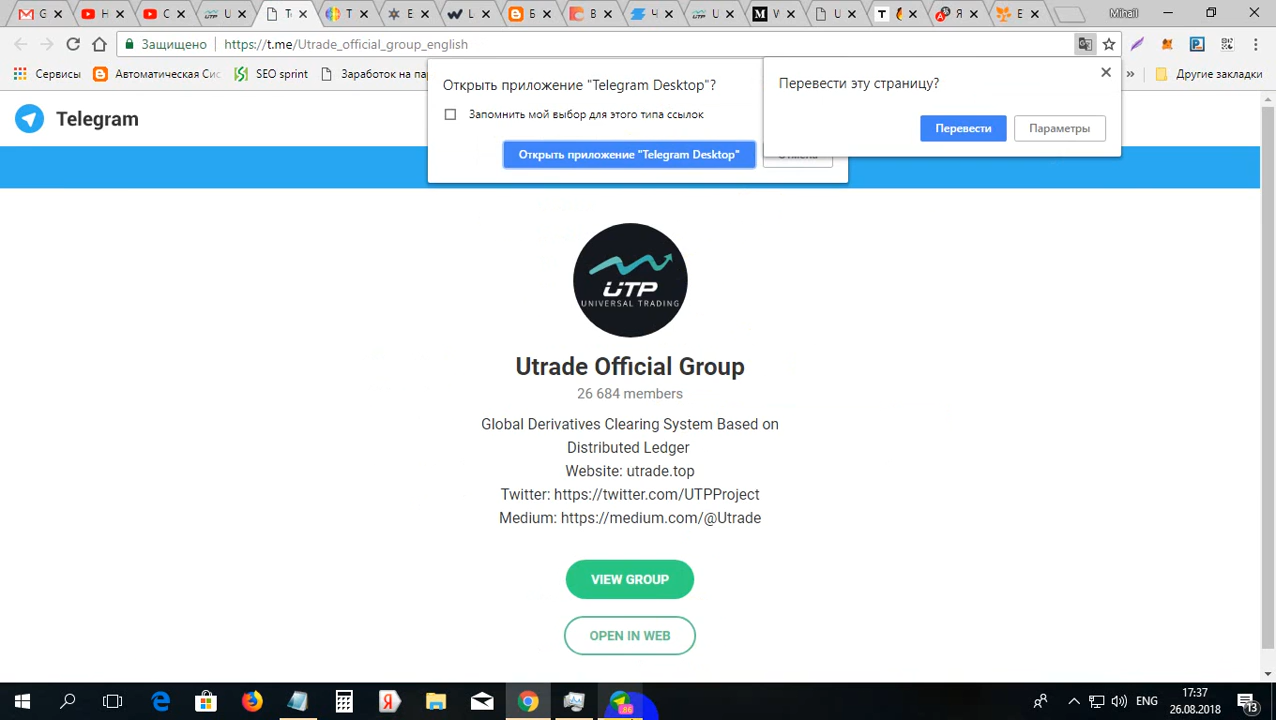 G
Н
С
U
Т
Т
E
L
Б
B
Ч
U
V
U
Я
E
Mihail
Защищено https://t.me/Utrade_official_group_english
Сервисы Автоматическая Сис SEO sprint Заработок на пар » Другие закладки
Telegram
Открыть приложение "Telegram Desktop"?
Запомнить мой выбор для этого типа ссылок
Открыть приложение "Telegram Desktop"
Перевести эту страницу?
Перевести Параметры
UTP
UNIVERSAL TRADING
Utrade Official Group
26 684 members
Global Derivatives Clearing System Based on
Distributed Ledger
Website: utrade.top
Twitter: https://twitter.com/UTPProject
Medium: https://medium.com/@Utrade
VIEW GROUP
OPEN IN WEB
ENG
17:37
26.08.2018
13